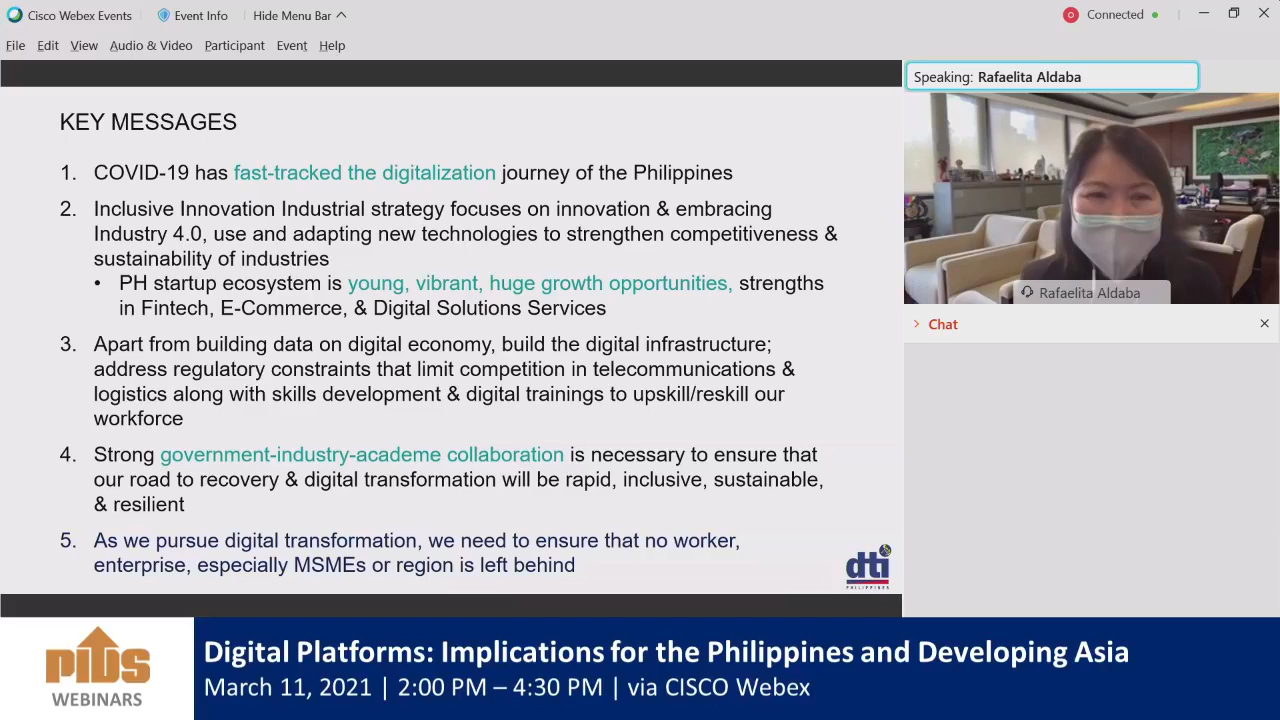 Cisco Webex Events
Event Info
Hide Menu Bar
Connected
File Edit View Audio & Video Participant Event Help
Speaking: Rafaelita Aldaba
KEY MESSAGES
1. COVID-19 has fast-tracked the digitalization journey of the Philippines
2. Inclusive Innovation Industrial strategy focuses on innovation & embracing
Industry 4.0, use and adapting new technologies to strengthen competitiveness &
sustainability of industries
• PH startup ecosystem is young, vibrant, huge growth opportunities, strengths
in Fintech, E-Commerce, & Digital Solutions Services
3. Apart from building data on digital economy, build the digital infrastructure;
address regulatory constraints that limit competition in telecommunications &
logistics along with skills development & digital trainings to upskill/reskill our
workforce
4. Strong government-industry-academe collaboration is necessary to ensure that
our road to recovery & digital transformation will be rapid, inclusive, sustainable,
& resilient
5. As we pursue digital transformation, we need to ensure that no worker,
enterprise, especially MSMEs or region is left behind
dti
PHILIPPINES
Rafaelita Aldaba
Chat
pids
WEBINARS
Digital Platforms: Implications for the Philippines and Developing Asia
March 11, 2021 | 2:00 PM – 4:30 PM | via CISCO Webex